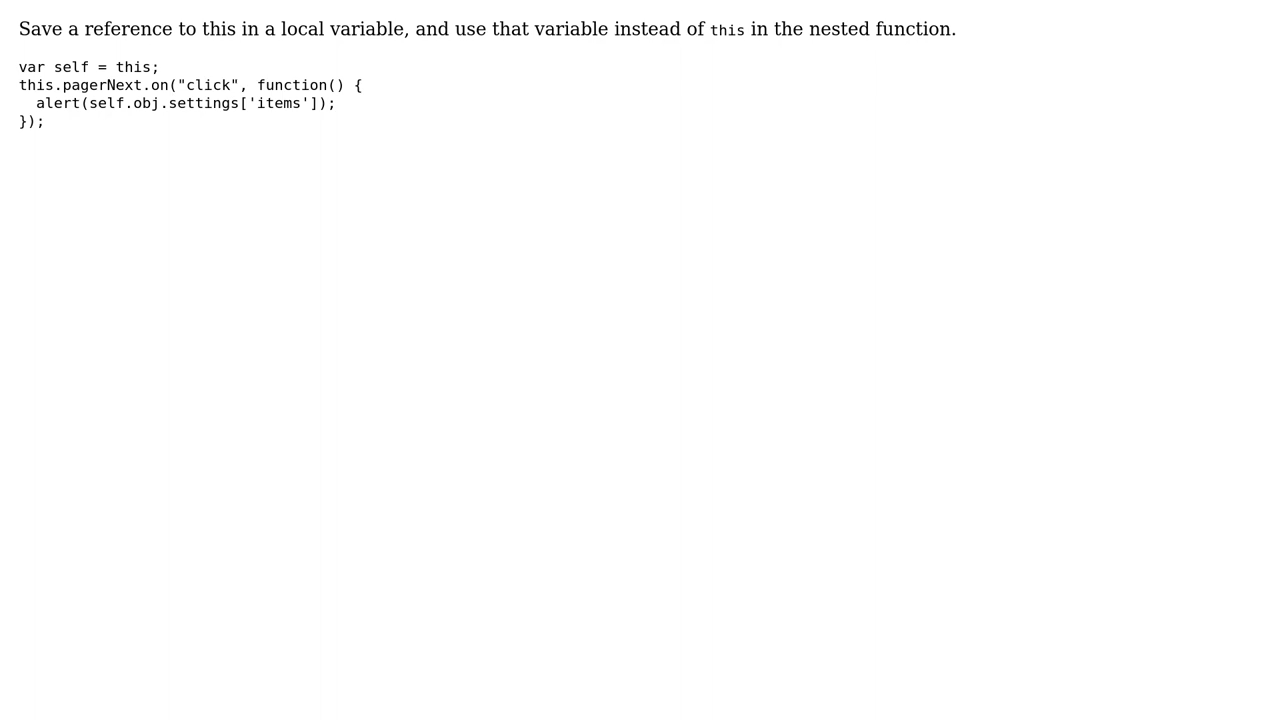 Save a reference to this in a local variable, and use that variable instead of this in the nested function.
var self = this;
this.pagerNext.on("click", function() {
  alert(self.obj.settings['items']);
});